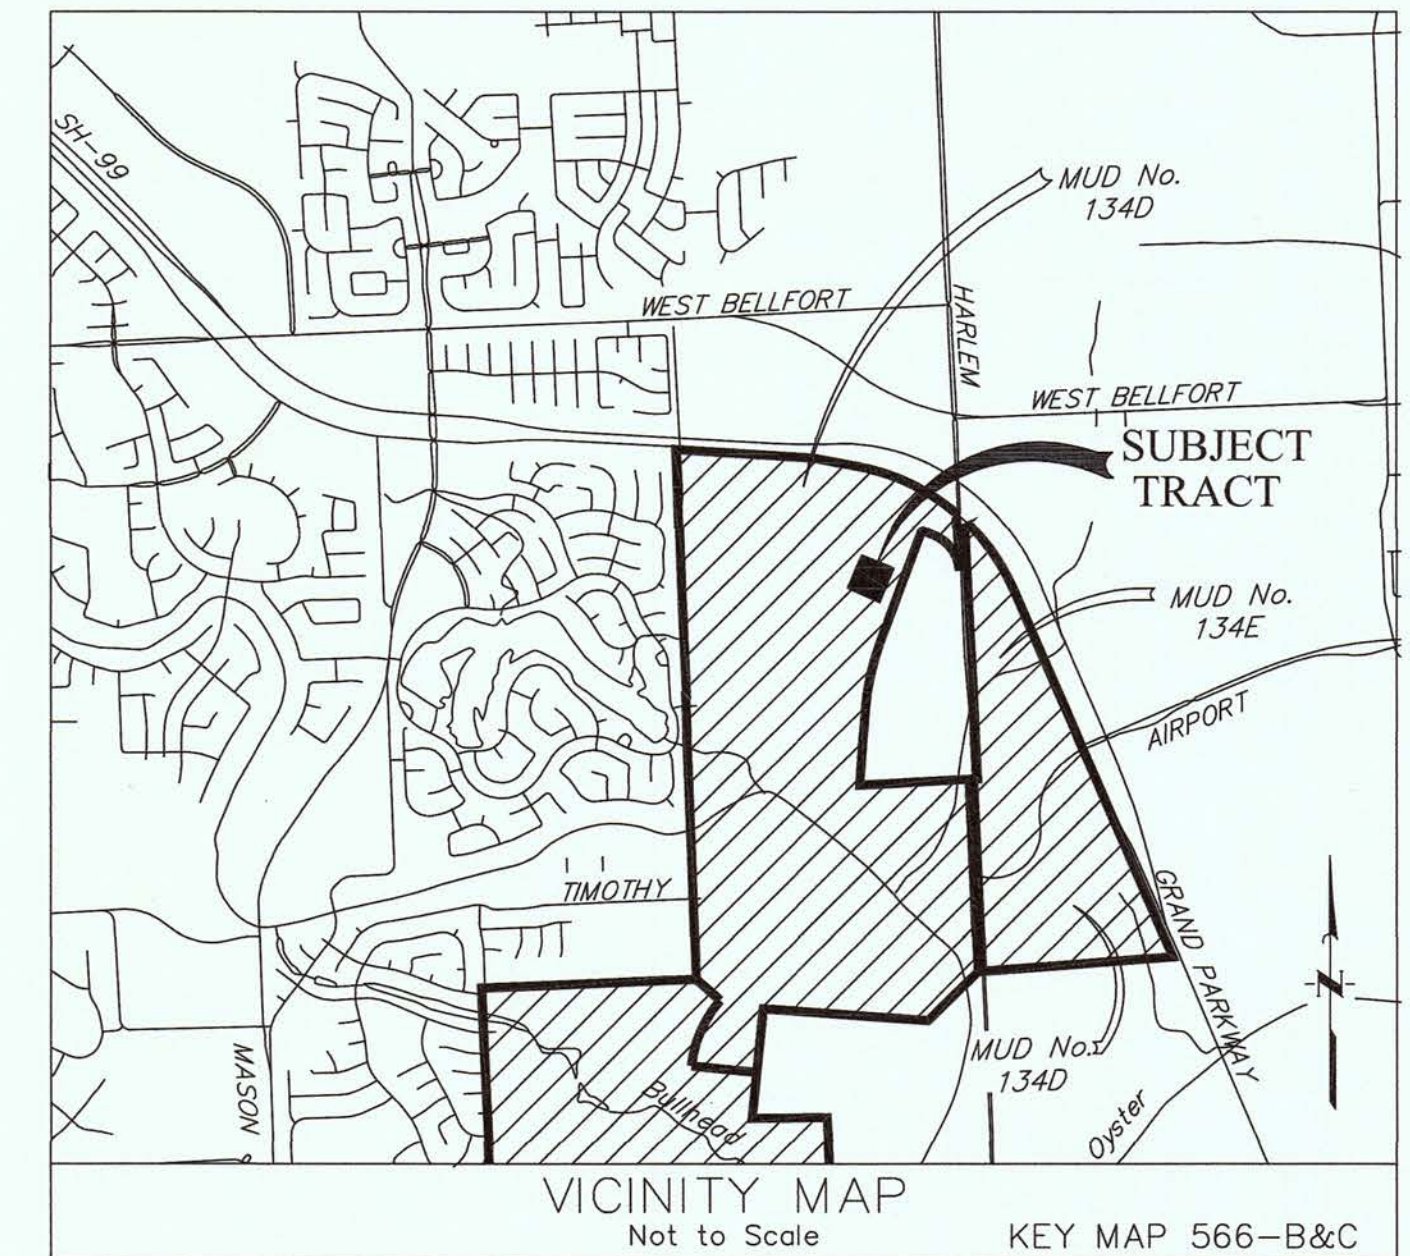 SH-99
MUD No.
134D
WEST BELLFORT
HARLEM
WEST BELLFORT
SUBJECT
TRACT
MUD No.
134E
AIRPORT
TIMOTHY
GRAND PARKWAY
N
MUD No.
134D
MASON
Bullhead
Oyster
VICINITY MAP
Not to Scale
KEY MAP 566-B&C